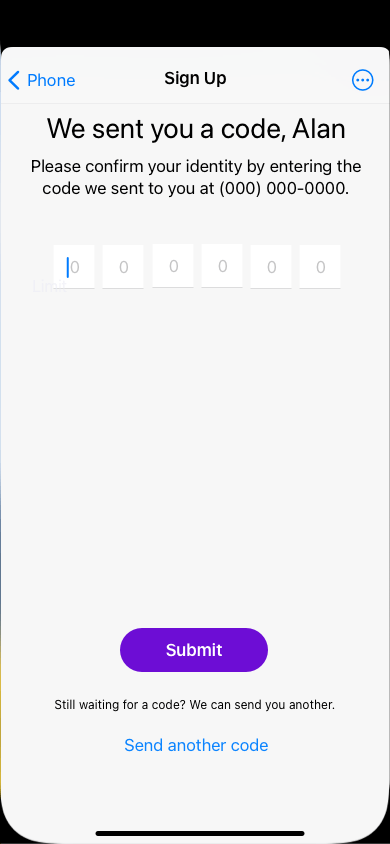 Phone
Sign Up
We sent you a code, Alan
Please confirm your identity by entering the
code we sent to you at (000) 000-0000.
0 0 0 0 0 0
Limit
Submit
Still waiting for a code? We can send you another.
Send another code